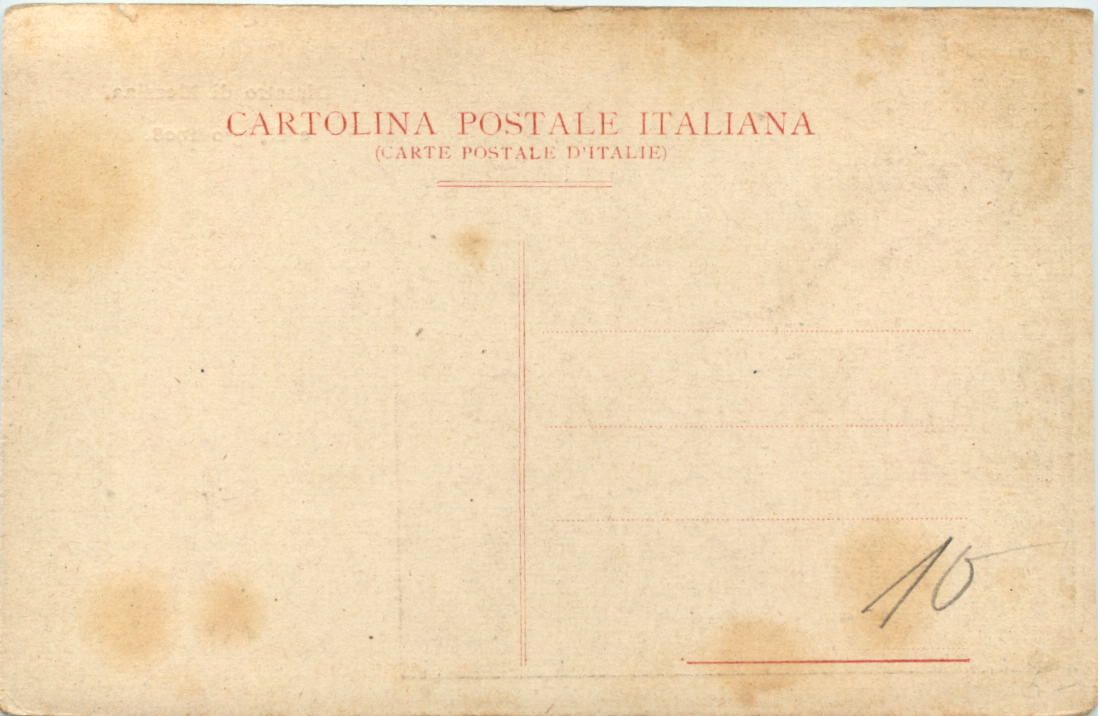 CARTOLINA POSTALE ITALIANA
(CARTE POSTALE D'ITALIE)
10